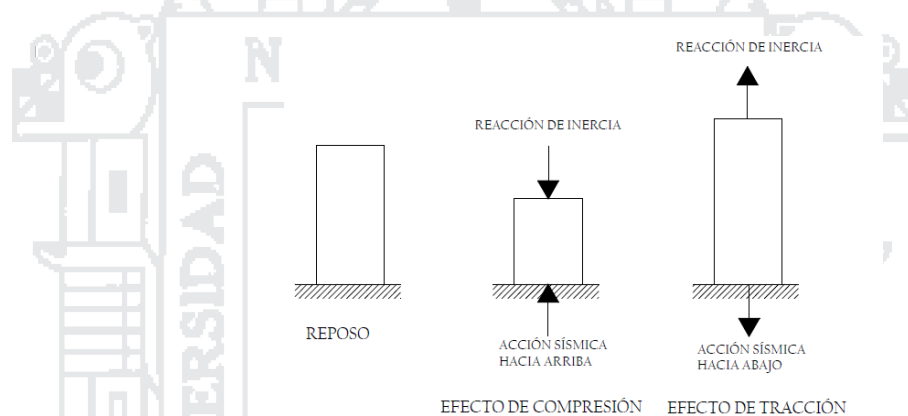 N
ERSIDAD
REPOSO
REACCIÓN DE INERCIA
ACCIÓN SÍSMICA
HACIA ARRIBA
EFECTO DE COMPRESIÓN
REACCIÓN DE INERCIA
ACCIÓN SÍSMICA
HACIA ABAJO
EFECTO DE TRACCIÓN